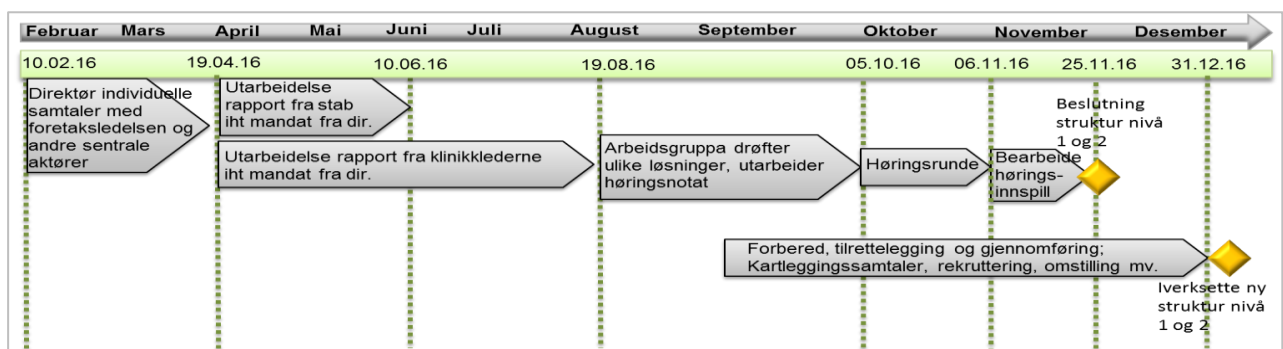 Februar Mars April Mai Juni Juli August September Oktober November Desember
10.02.16 19.04.16 10.06.16 19.08.16 05.10.16 06.11.16 25.11.16 31.12.16
Direktør individuelle
samtaler med
foretaksledelsen og
andre sentrale
aktører
Utarbeidelse
rapport fra stab
iht mandat fra dir.
Utarbeidelse rapport fra klinikklederne
iht mandat fra dir.
Arbeidsgruppa drøfter
ulike løsninger, utarbeider
høringsnotat
Høringsrunde
Bearbeide
hørings-
innspill
Beslutning
struktur nivå
1 og 2
Forbered, tilrettelegging og gjennomføring;
Kartleggingssamtaler, rekruttering, omstilling mv.
Iverksette ny
struktur nivå
1 og 2